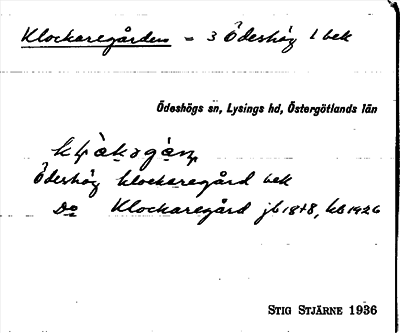 Klockaregården = 3 Ödeshög 1 bek
Ödeshögs sn, Lysings hd, Östergötlands län
Ödeshög klockaregård bek
Do Klockaregård jb 1878, kb 1926
STIG STJÄRNE 1936